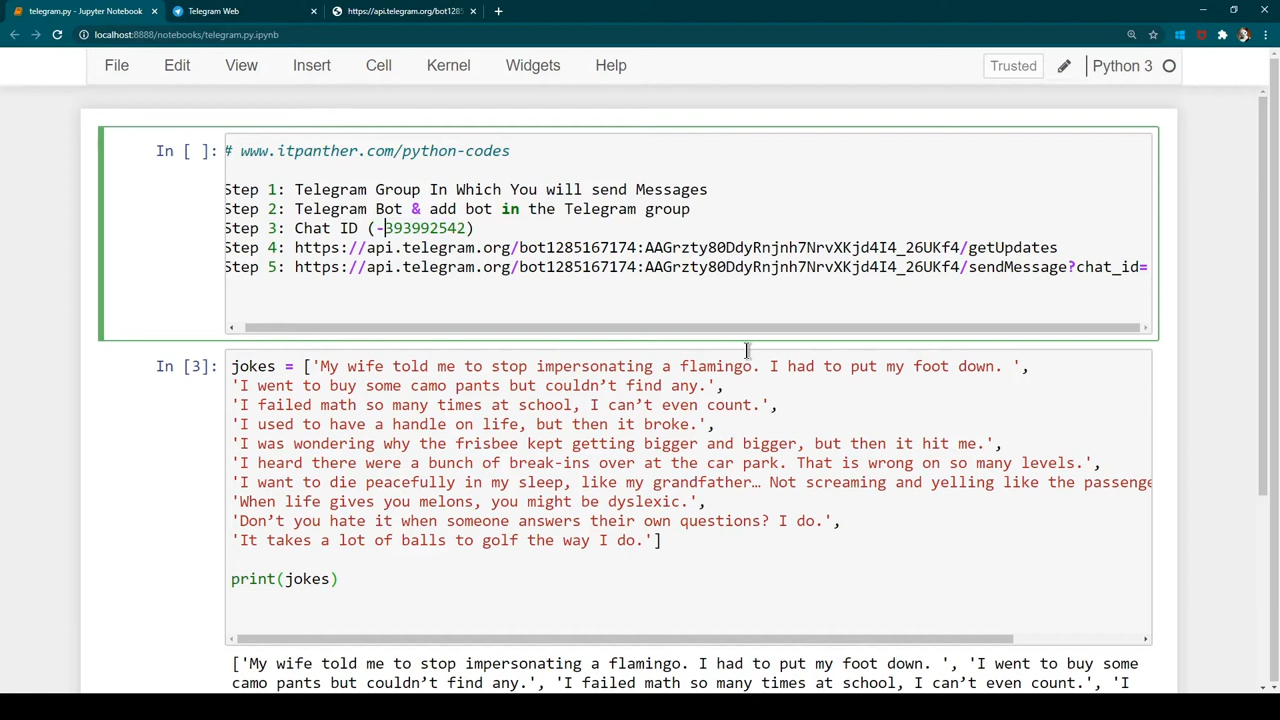 telegram.py - Jupyter Notebook
Telegram Web
https://api.telegram.org/bot1285
localhost:8888/notebooks/telegram.py.ipynb
File Edit View Insert Cell Kernel Widgets Help Trusted Python 3
In [ ]: # www.itpanther.com/python-codes
Step 1: Telegram Group In Which You will send Messages
Step 2: Telegram Bot & add bot in the Telegram group
Step 3: Chat ID (-393992542)
Step 4: https://api.telegram.org/bot1285167174:AAGrzty80DdyRnjnh7NrvXKjd4I4_26UKf4/getUpdates
Step 5: https://api.telegram.org/bot1285167174:AAGrzty80DdyRnjnh7NrvXKjd4I4_26UKf4/sendMessage?chat_id=
In [3]: jokes = ['My wife told me to stop impersonating a flamingo. I had to put my foot down. ',
'I went to buy some camo pants but couldn’t find any.',
'I failed math so many times at school, I can’t even count.',
'I used to have a handle on life, but then it broke.',
'I was wondering why the frisbee kept getting bigger and bigger, but then it hit me.',
'I heard there were a bunch of break-ins over at the car park. That is wrong on so many levels.',
'I want to die peacefully in my sleep, like my grandfather… Not screaming and yelling like the passenge
'When life gives you melons, you might be dyslexic.',
'Don’t you hate it when someone answers their own questions? I do.',
'It takes a lot of balls to golf the way I do.']
print(jokes)
['My wife told me to stop impersonating a flamingo. I had to put my foot down. ', 'I went to buy some
camo pants but couldn’t find any.', 'I failed math so many times at school, I can’t even count.', 'I